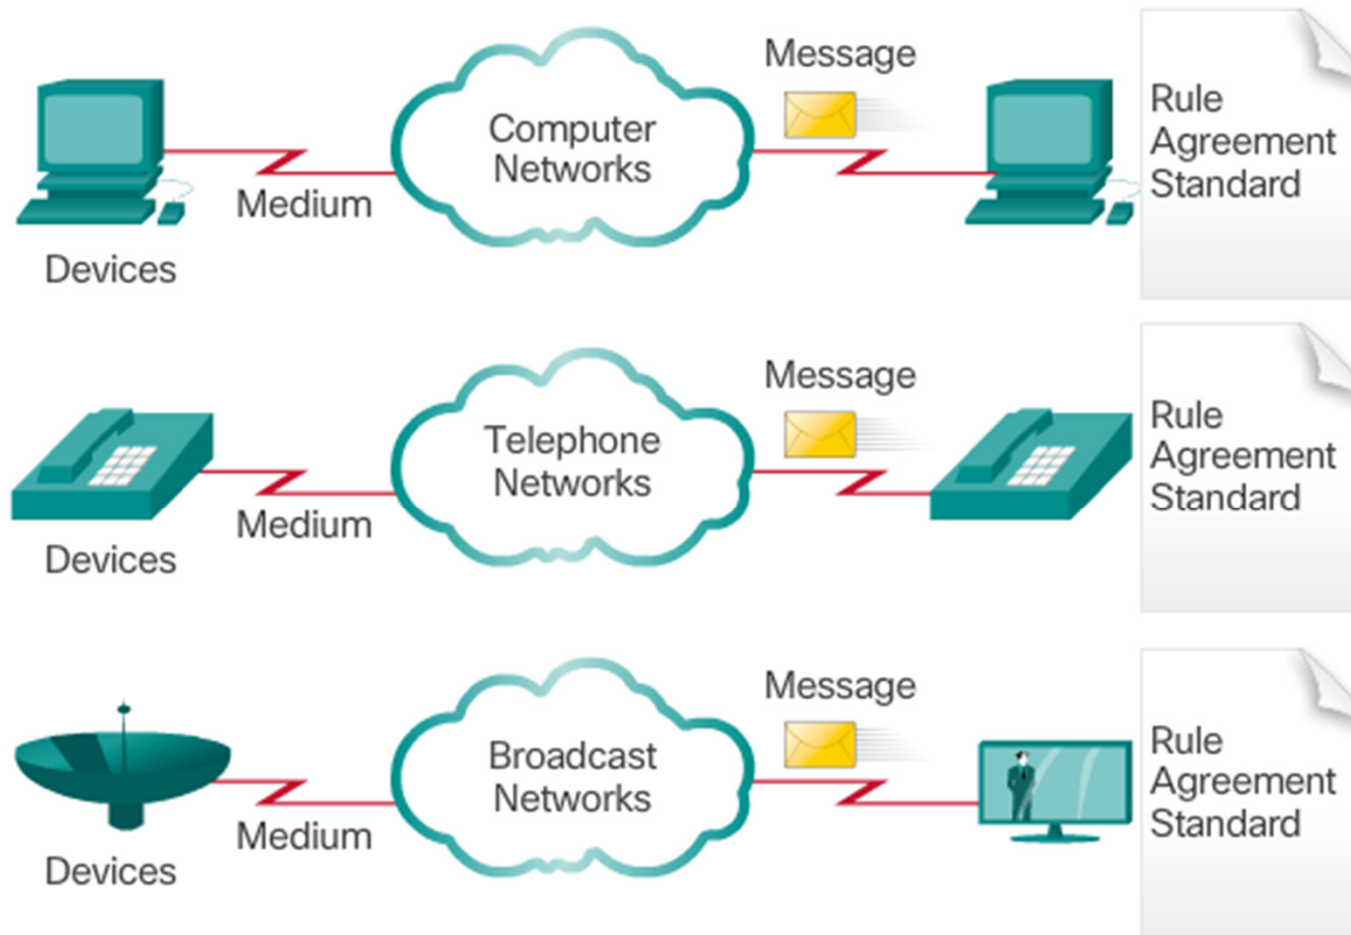 Message
Computer
Networks
Rule
Agreement
Standard
Medium
Devices
Message
Telephone
Networks
Rule
Agreement
Standard
Medium
Devices
Message
Broadcast
Networks
Rule
Agreement
Standard
Medium
Devices